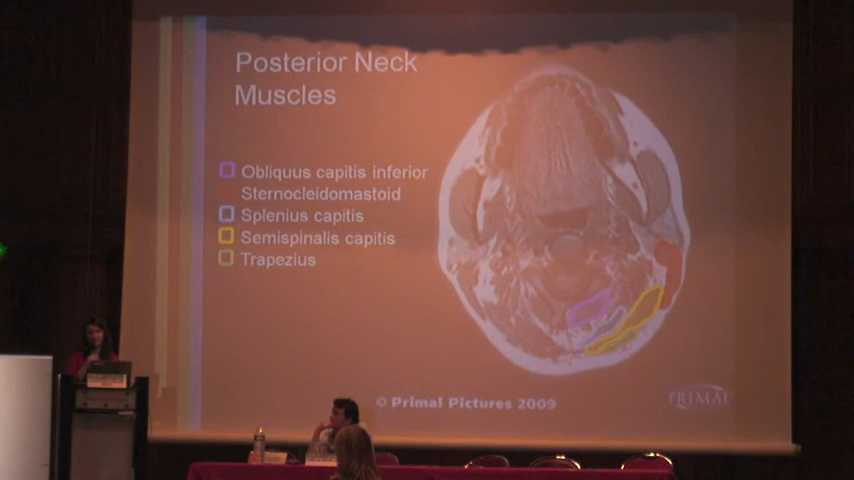 Posterior Neck
Muscles
Obliquus capitis inferior
Sternocleidomastoid
Splenius capitis
Semispinalis capitis
Trapezius
© Primal Pictures 2009
PRIMAL